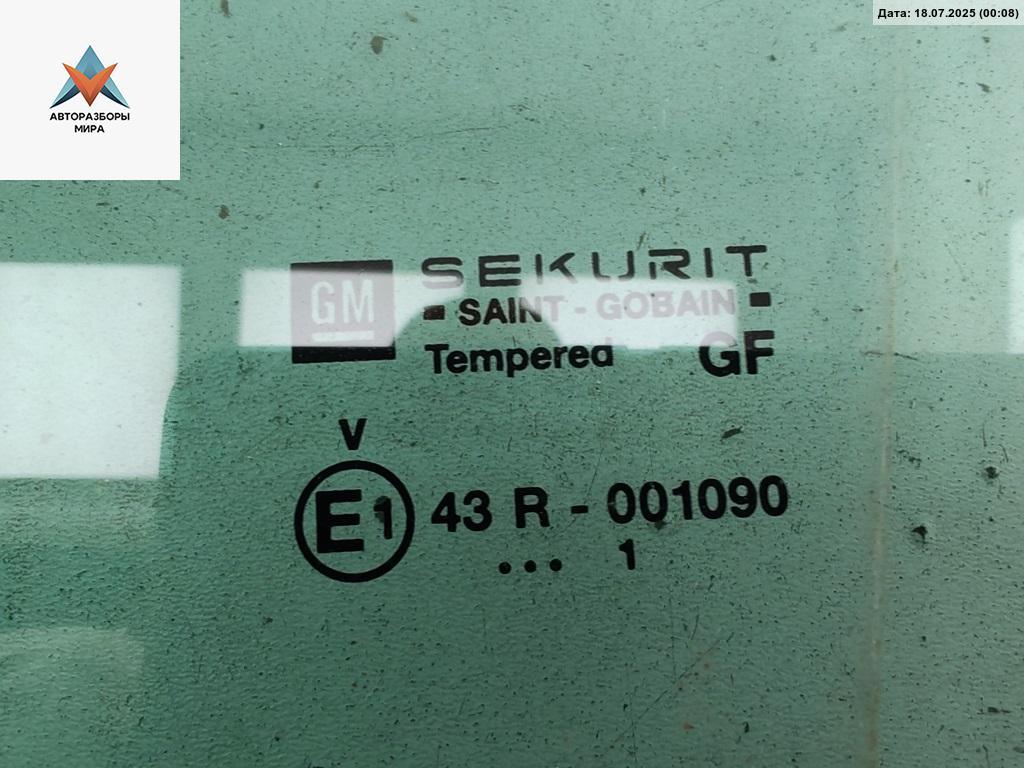 Дата: 18.07.2025 (00:08)
АВТОРАЗБОРЫ
МИРА
GM
SEKURIT
SAINT - GOBAIN
Tempered GF
V
E1 43 R - 001090
... 1